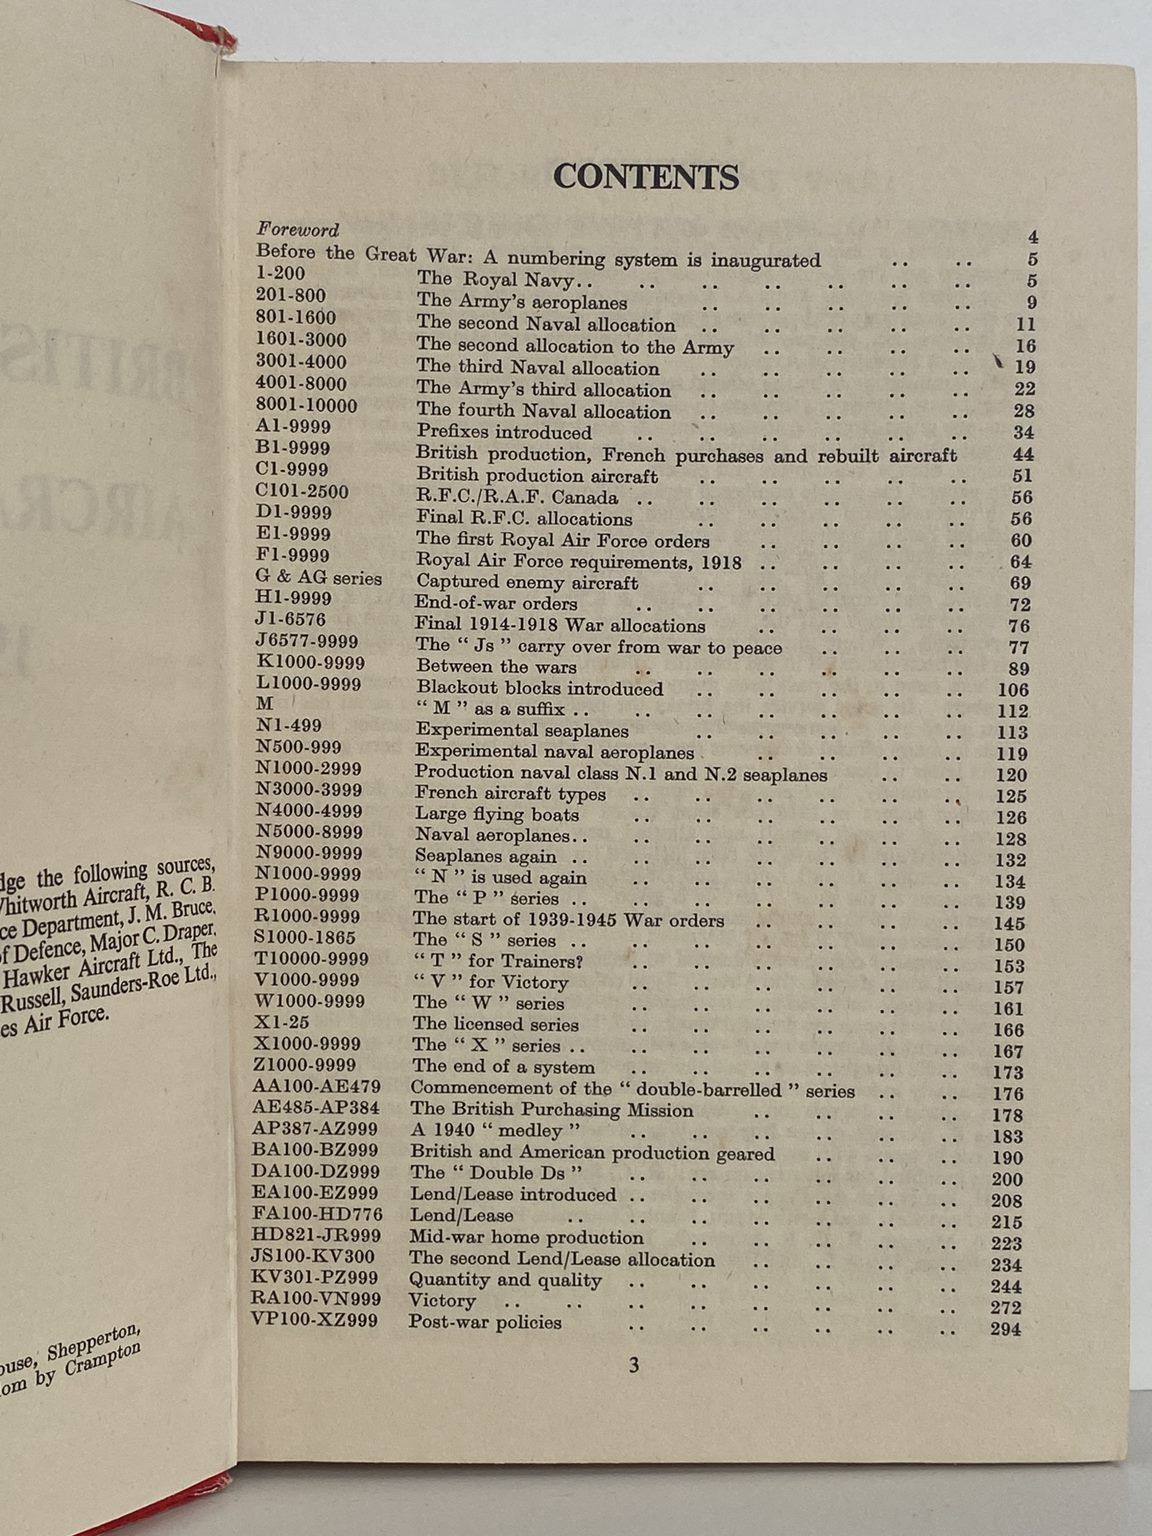 dge the following sources,
Whitworth Aircraft, R. C. B.
ce Department, J. M. Bruce,
of Defence, Major C. Draper,
Hawker Aircraft Ltd., The
Russell, Saunders-Roe Ltd.,
es Air Force.
ouse, Shepperton,
om by Crampton
CONTENTS
Foreword 4
Before the Great War: A numbering system is inaugurated .. .. 5
1-200 The Royal Navy.. .. .. .. .. .. .. 5
201-800 The Army's aeroplanes .. .. .. .. .. 9
801-1600 The second Naval allocation .. .. .. .. .. 11
1601-3000 The second allocation to the Army .. .. .. .. 16
3001-4000 The third Naval allocation .. .. .. .. .. 19
4001-8000 The Army's third allocation .. .. .. .. .. 22
8001-10000 The fourth Naval allocation .. .. .. .. .. 28
A1-9999 Prefixes introduced .. .. .. .. .. .. 34
B1-9999 British production, French purchases and rebuilt aircraft 44
C1-9999 British production aircraft .. .. .. .. .. 51
C101-2500 R.F.C./R.A.F. Canada .. .. .. .. .. .. 56
D1-9999 Final R.F.C. allocations .. .. .. .. .. 56
E1-9999 The first Royal Air Force orders .. .. .. .. 60
F1-9999 Royal Air Force requirements, 1918 .. .. .. .. 64
G & AG series Captured enemy aircraft .. .. .. .. .. 69
H1-9999 End-of-war orders .. .. .. .. .. .. 72
J1-6576 Final 1914-1918 War allocations .. .. .. .. 76
J6577-9999 The " Js " carry over from war to peace .. .. .. 77
K1000-9999 Between the wars .. .. .. .. .. .. 89
L1000-9999 Blackout blocks introduced .. .. .. .. .. 106
M " M " as a suffix .. .. .. .. .. .. .. 112
N1-499 Experimental seaplanes .. .. .. .. .. 113
N500-999 Experimental naval aeroplanes .. .. .. .. 119
N1000-2999 Production naval class N.1 and N.2 seaplanes .. .. 120
N3000-3999 French aircraft types .. .. .. .. .. .. 125
N4000-4999 Large flying boats .. .. .. .. .. .. 126
N5000-8999 Naval aeroplanes.. .. .. .. .. .. .. 128
N9000-9999 Seaplanes again .. .. .. .. .. .. .. 132
N1000-9999 " N " is used again .. .. .. .. .. .. 134
P1000-9999 The " P " series .. .. .. .. .. .. .. 139
R1000-9999 The start of 1939-1945 War orders .. .. .. .. 145
S1000-1865 The " S " series .. .. .. .. .. .. .. 150
T10000-9999 " T " for Trainers? .. .. .. .. .. .. 153
V1000-9999 " V " for Victory .. .. .. .. .. .. 157
W1000-9999 The " W " series .. .. .. .. .. .. 161
X1-25 The licensed series .. .. .. .. .. .. 166
X1000-9999 The " X " series .. .. .. .. .. .. .. 167
Z1000-9999 The end of a system .. .. .. .. .. .. 173
AA100-AE479 Commencement of the " double-barrelled " series .. .. 176
AE485-AP384 The British Purchasing Mission .. .. .. .. 178
AP387-AZ999 A 1940 " medley " .. .. .. .. .. .. 183
BA100-BZ999 British and American production geared .. .. .. 190
DA100-DZ999 The " Double Ds " .. .. .. .. .. .. 200
EA100-EZ999 Lend/Lease introduced .. .. .. .. .. .. 208
FA100-HD776 Lend/Lease .. .. .. .. .. .. .. 215
HD821-JR999 Mid-war home production .. .. .. .. .. 223
JS100-KV300 The second Lend/Lease allocation .. .. .. .. 234
KV301-PZ999 Quantity and quality .. .. .. .. .. .. 244
RA100-VN999 Victory .. .. .. .. .. .. .. .. 272
VP100-XZ999 Post-war policies .. .. .. .. .. .. 294
3